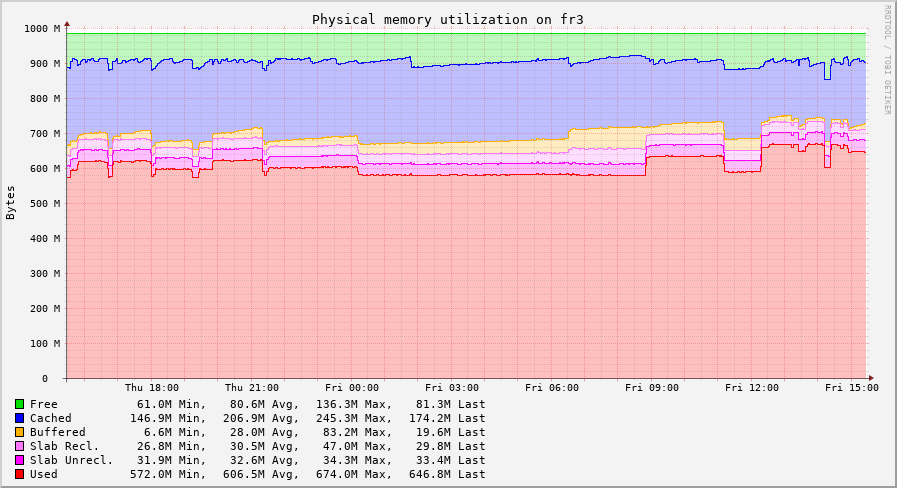 Physical memory utilization on fr3
RRDTOOL / TOBI OETIKER
Bytes
1000 M
900 M
800 M
700 M
600 M
500 M
400 M
300 M
200 M
100 M
0
Thu 18:00 Thu 21:00 Fri 00:00 Fri 03:00 Fri 06:00 Fri 09:00 Fri 12:00 Fri 15:00
Free 61.0M Min, 80.6M Avg, 136.3M Max, 81.3M Last
Cached 146.9M Min, 206.9M Avg, 245.3M Max, 174.2M Last
Buffered 6.6M Min, 28.0M Avg, 83.2M Max, 19.6M Last
Slab Recl. 26.8M Min, 30.5M Avg, 47.0M Max, 29.8M Last
Slab Unrecl. 31.9M Min, 32.6M Avg, 34.3M Max, 33.4M Last
Used 572.0M Min, 606.5M Avg, 674.0M Max, 646.8M Last